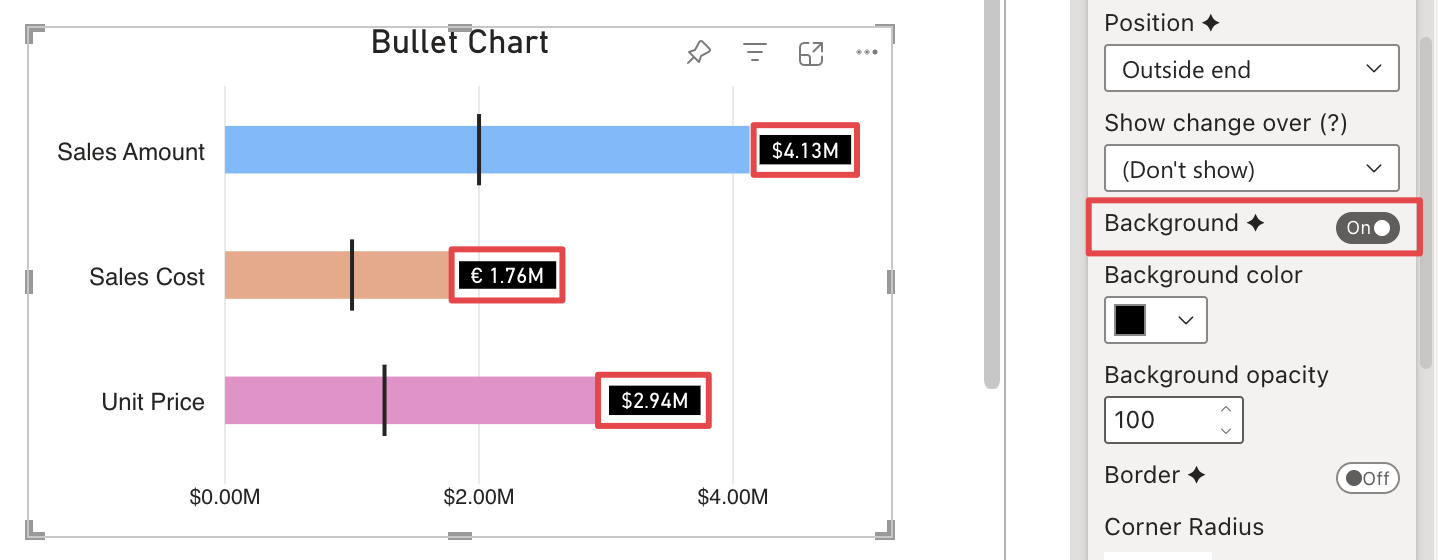 Bullet Chart
Sales Amount
$4.13M
Sales Cost
€ 1.76M
Unit Price
$2.94M
$0.00M
$2.00M
$4.00M
Position
Outside end
Show change over (?)
(Don't show)
Background
On
Background color
Background opacity
100
Border
Off
Corner Radius